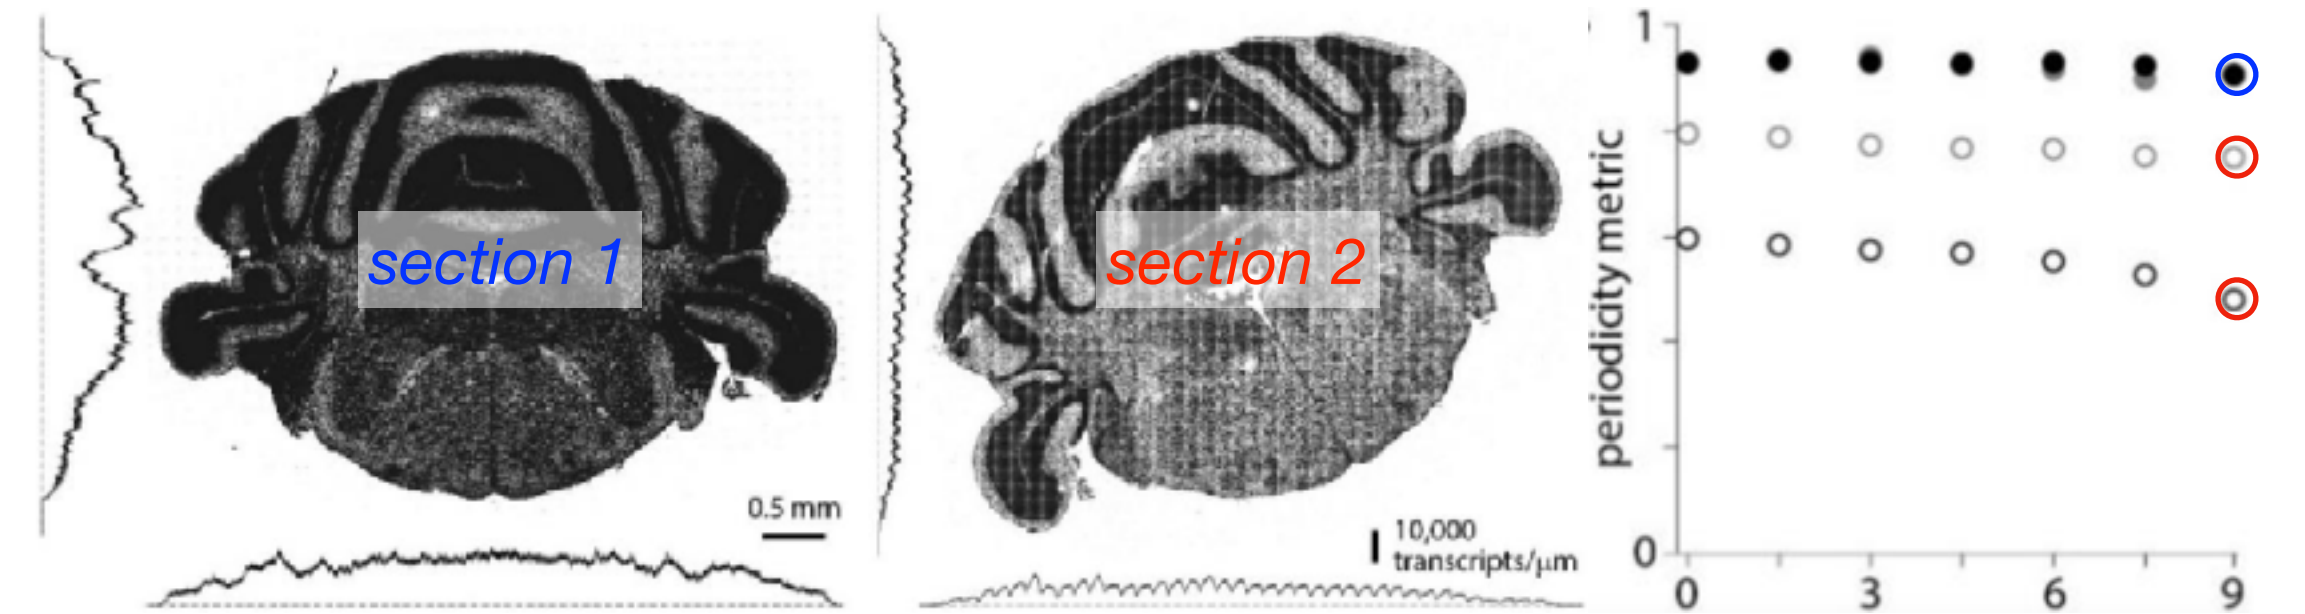 section 1
0.5 mm
section 2
10,000
transcripts/μm
periodicity metric
1
0
0 3 6 9